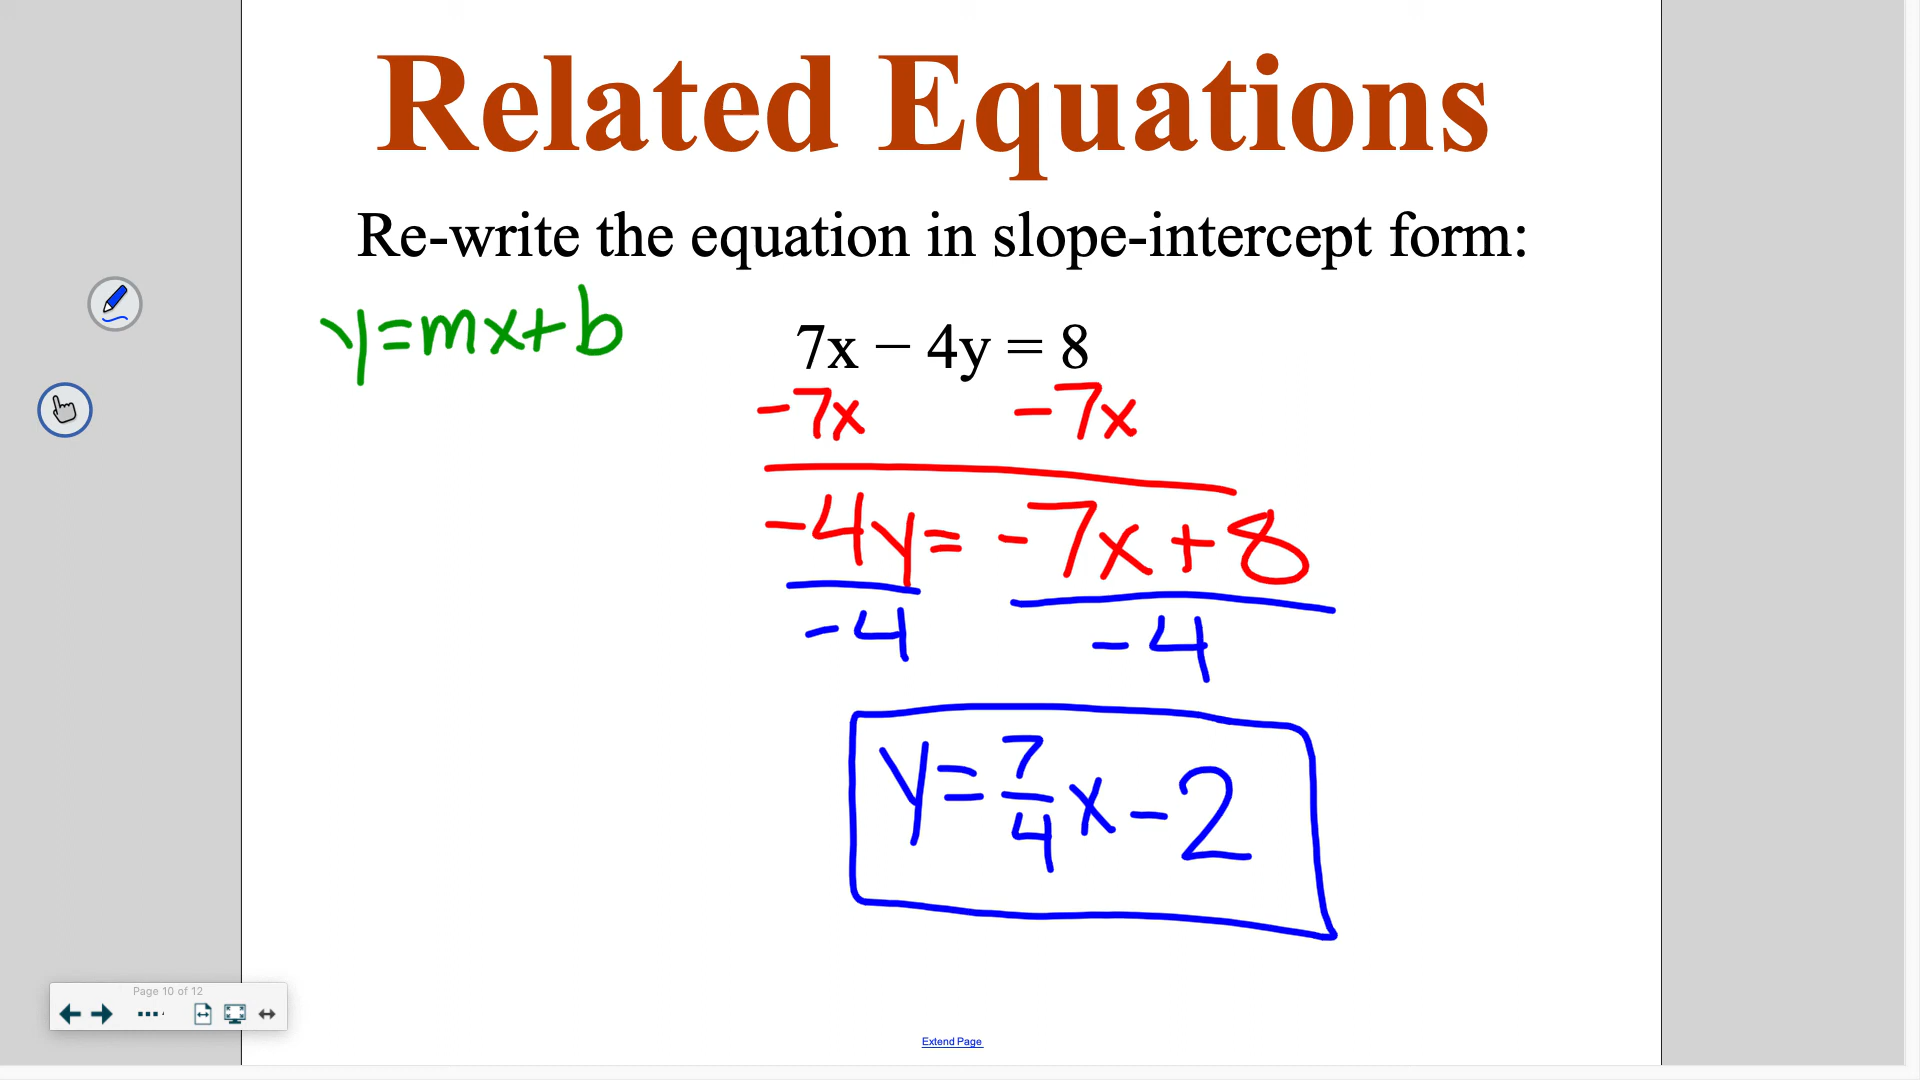 Related Equations
Re-write the equation in slope-intercept form:
y=mx+b
7x − 4y = 8
-7x -7x
-4y= -7x+8
-4 -4
y=7/4x-2
Page 10 of 12
Extend Page